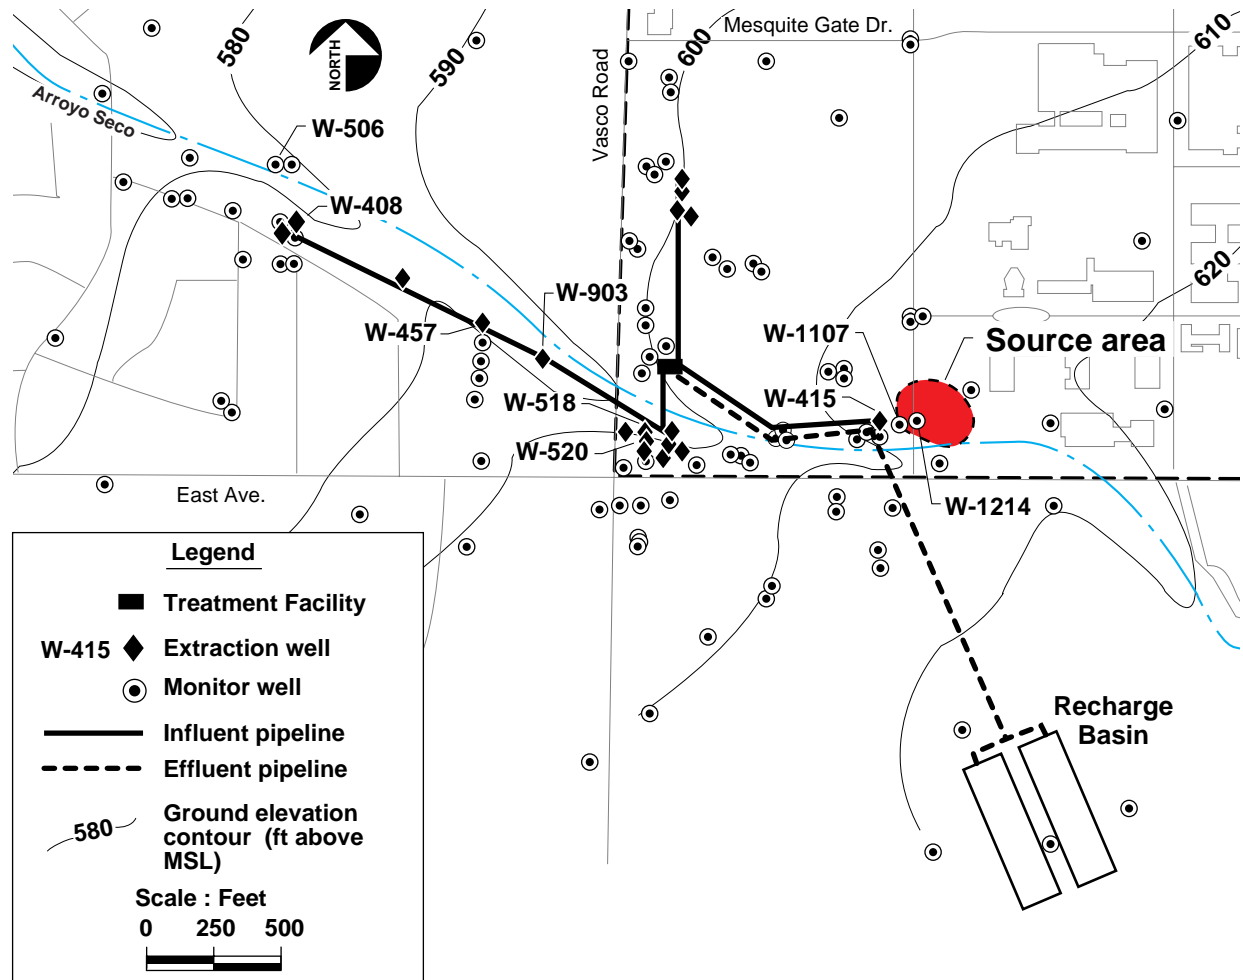 Mesquite Gate Dr.
580
590
600
610
NORTH
Arroyo Seco
Vasco Road
W-506
W-408
620
W-903
W-457
W-1107
Source area
W-415
W-518
W-520
East Ave.
W-1214
Legend
Treatment Facility
W-415
Extraction well
Monitor well
Influent pipeline
Effluent pipeline
580
Ground elevation
contour (ft above
MSL)
Scale : Feet
0 250 500
Recharge
Basin